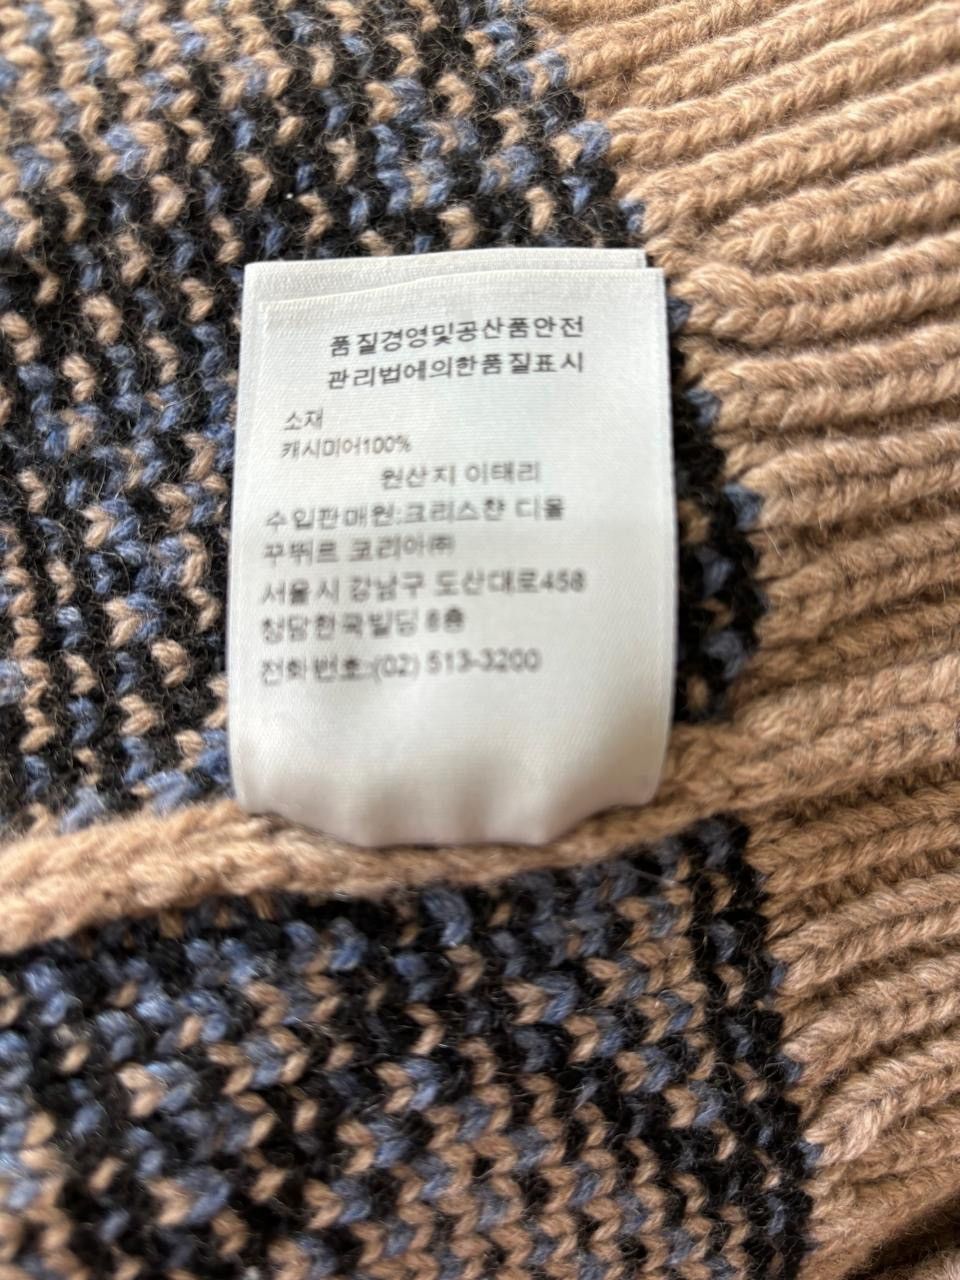 품질경영및공산품안전
관리법에의한품질표시
소재
캐시미어100%
원산지 이태리
수입판매원:크리스챤 디올
꾸뛰르 코리아㈜
서울시 강남구 도산대로458
청담한국빌딩 8층
전화번호:(02) 513-3200